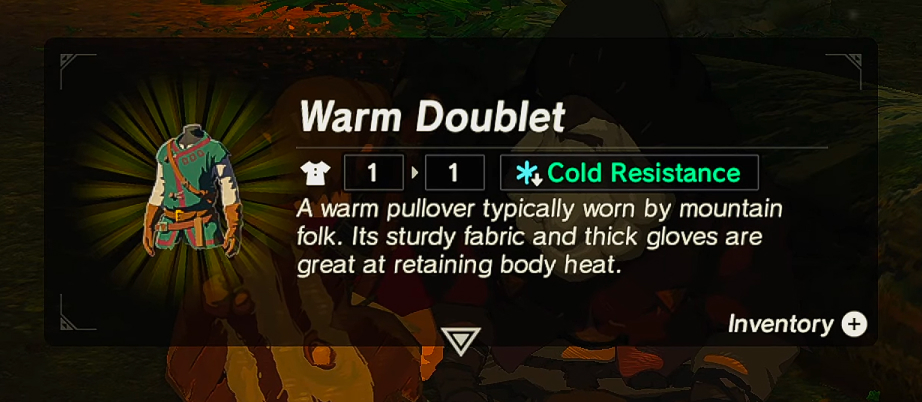 Warm Doublet
1 1 Cold Resistance
A warm pullover typically worn by mountain
folk. Its sturdy fabric and thick gloves are
great at retaining body heat.
Inventory +